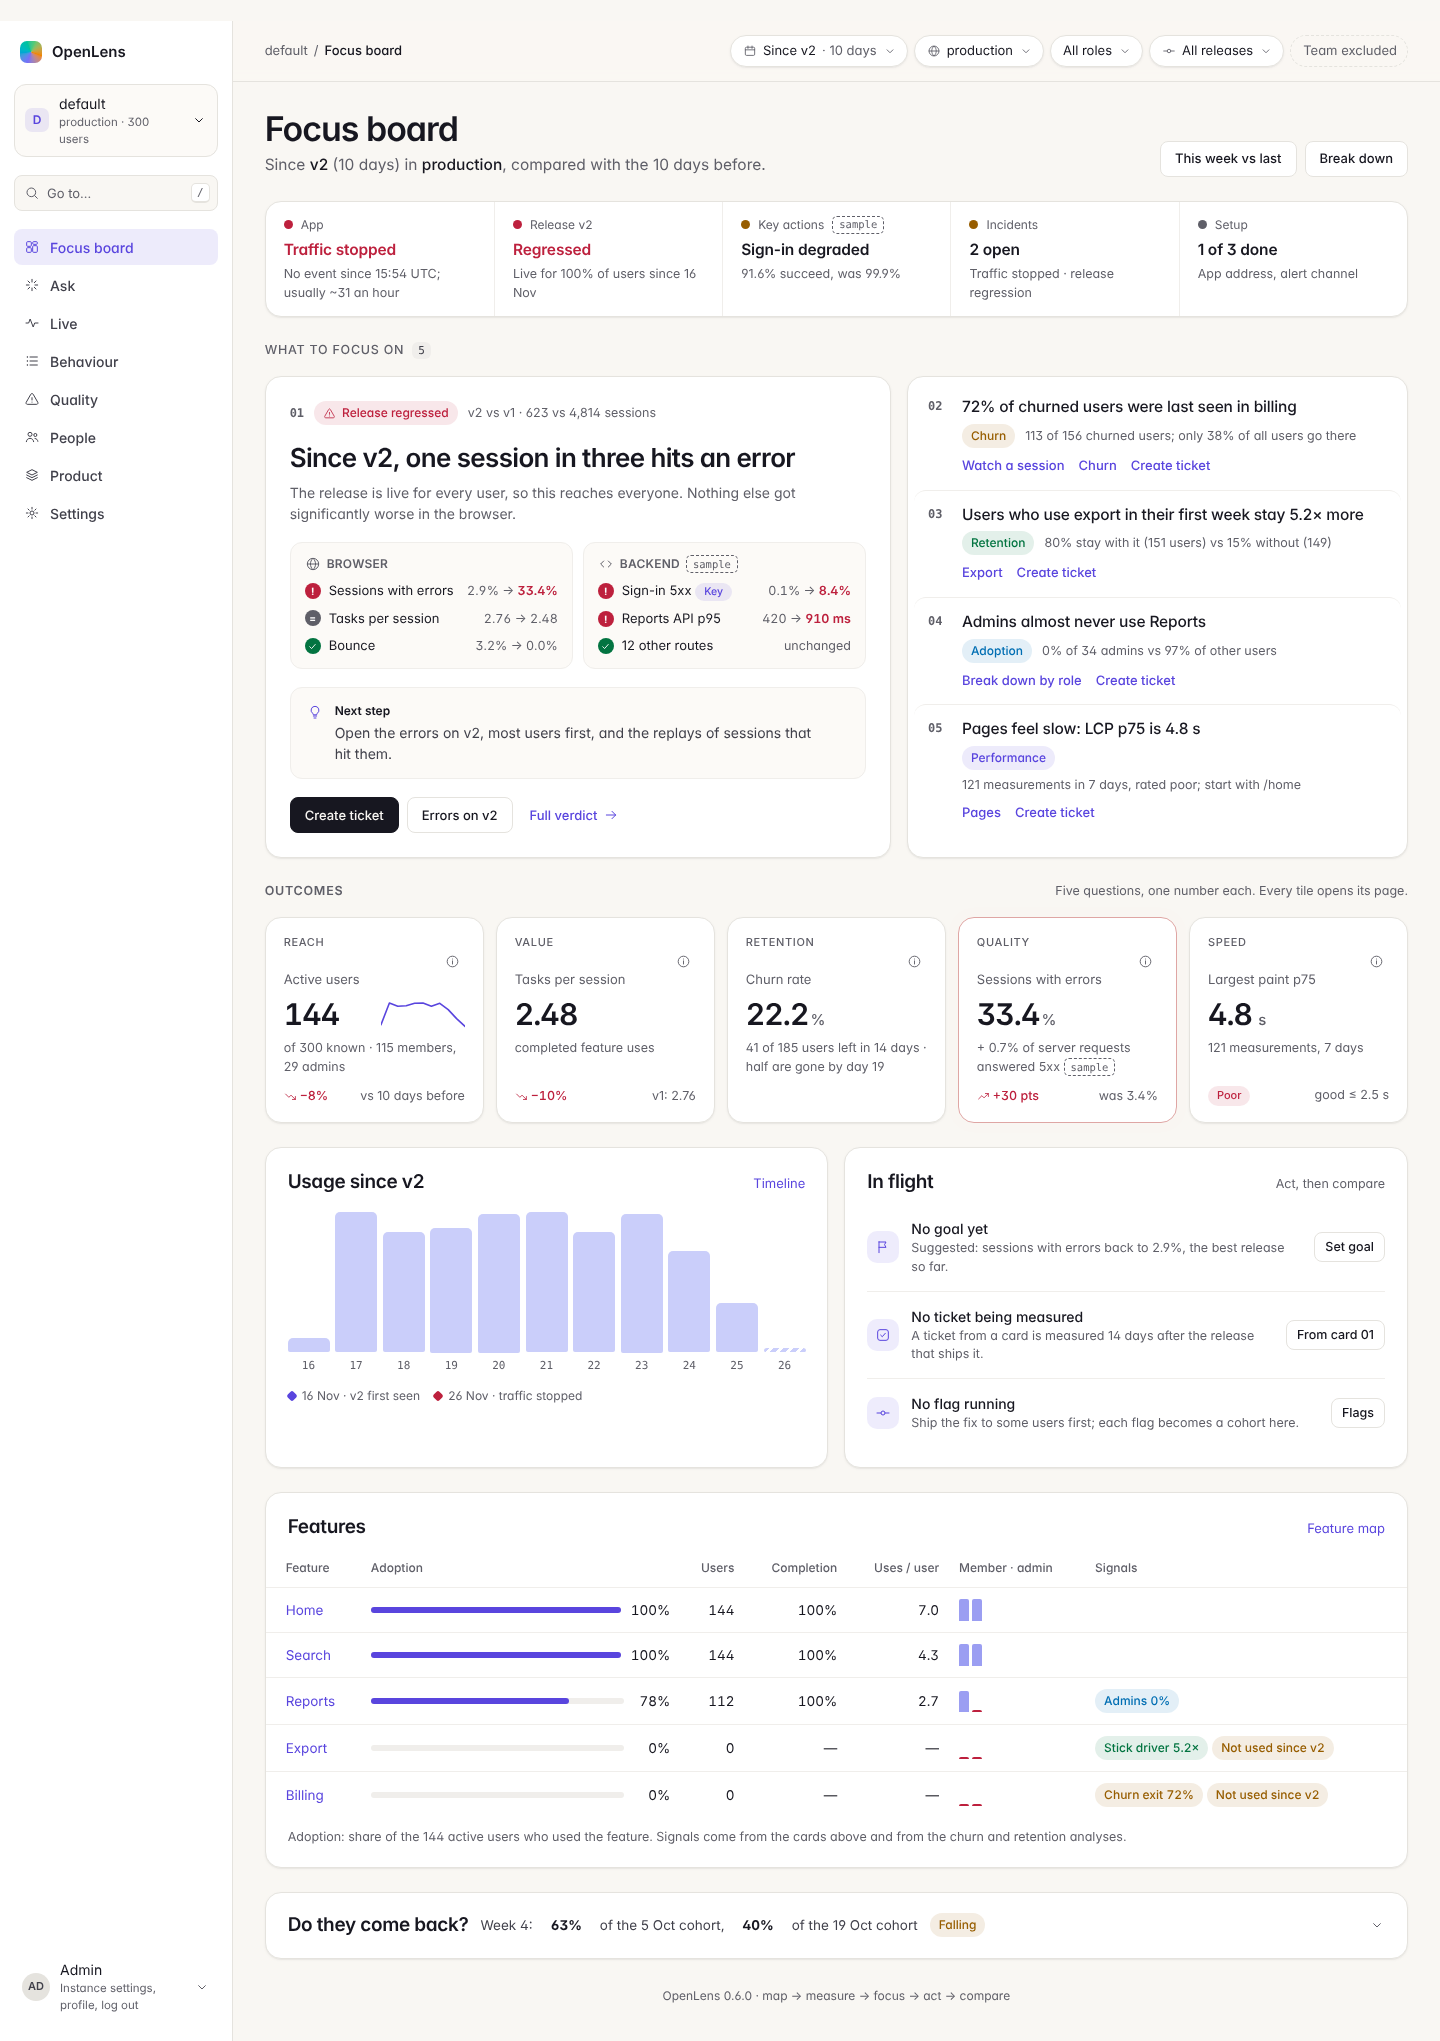 OpenLens
D
default
production · 300
users
Go to...
/
Focus board
Ask
Live
Behaviour
Quality
People
Product
Settings
AD
Admin
Instance settings,
profile, log out
default / Focus board
Since v2 · 10 days
production
All roles
All releases
Team excluded
Focus board
Since v2 (10 days) in production, compared with the 10 days before.
This week vs last
Break down
App
Traffic stopped
No event since 15:54 UTC;
usually ~31 an hour
Release v2
Regressed
Live for 100% of users since 16
Nov
Key actions sample
Sign-in degraded
91.6% succeed, was 99.9%
Incidents
2 open
Traffic stopped · release
regression
Setup
1 of 3 done
App address, alert channel
WHAT TO FOCUS ON 5
01 Release regressed v2 vs v1 · 623 vs 4,814 sessions
Since v2, one session in three hits an error
The release is live for every user, so this reaches everyone. Nothing else got
significantly worse in the browser.
BROWSER
Sessions with errors 2.9% → 33.4%
Tasks per session 2.76 → 2.48
Bounce 3.2% → 0.0%
BACKEND sample
Sign-in 5xx Key 0.1% → 8.4%
Reports API p95 420 → 910 ms
12 other routes unchanged
Next step
Open the errors on v2, most users first, and the replays of sessions that
hit them.
Create ticket
Errors on v2
Full verdict →
02 72% of churned users were last seen in billing
Churn 113 of 156 churned users; only 38% of all users go there
Watch a session Churn Create ticket
03 Users who use export in their first week stay 5.2× more
Retention 80% stay with it (151 users) vs 15% without (149)
Export Create ticket
04 Admins almost never use Reports
Adoption 0% of 34 admins vs 97% of other users
Break down by role Create ticket
05 Pages feel slow: LCP p75 is 4.8 s
Performance
121 measurements in 7 days, rated poor; start with /home
Pages Create ticket
OUTCOMES
Five questions, one number each. Every tile opens its page.
REACH
Active users
144
of 300 known · 115 members,
29 admins
−8% vs 10 days before
VALUE
Tasks per session
2.48
completed feature uses
−10% v1: 2.76
RETENTION
Churn rate
22.2%
41 of 185 users left in 14 days ·
half are gone by day 19
QUALITY
Sessions with errors
33.4%
+ 0.7% of server requests
answered 5xx sample
+30 pts was 3.4%
SPEED
Largest paint p75
4.8 s
121 measurements, 7 days
Poor good ≤ 2.5 s
Usage since v2
Timeline
16 17 18 19 20 21 22 23 24 25 26
16 Nov · v2 first seen 26 Nov · traffic stopped
In flight
Act, then compare
No goal yet
Suggested: sessions with errors back to 2.9%, the best release
so far.
Set goal
No ticket being measured
A ticket from a card is measured 14 days after the release
that ships it.
From card 01
No flag running
Ship the fix to some users first; each flag becomes a cohort here.
Flags
Features
Feature map
Feature Adoption Users Completion Uses / user Member · admin Signals
Home 100% 144 100% 7.0
Search 100% 144 100% 4.3
Reports 78% 112 100% 2.7 Admins 0%
Export 0% 0 — — Stick driver 5.2× Not used since v2
Billing 0% 0 — — Churn exit 72% Not used since v2
Adoption: share of the 144 active users who used the feature. Signals come from the cards above and from the churn and retention analyses.
Do they come back? Week 4: 63% of the 5 Oct cohort, 40% of the 19 Oct cohort Falling
OpenLens 0.6.0 · map → measure → focus → act → compare